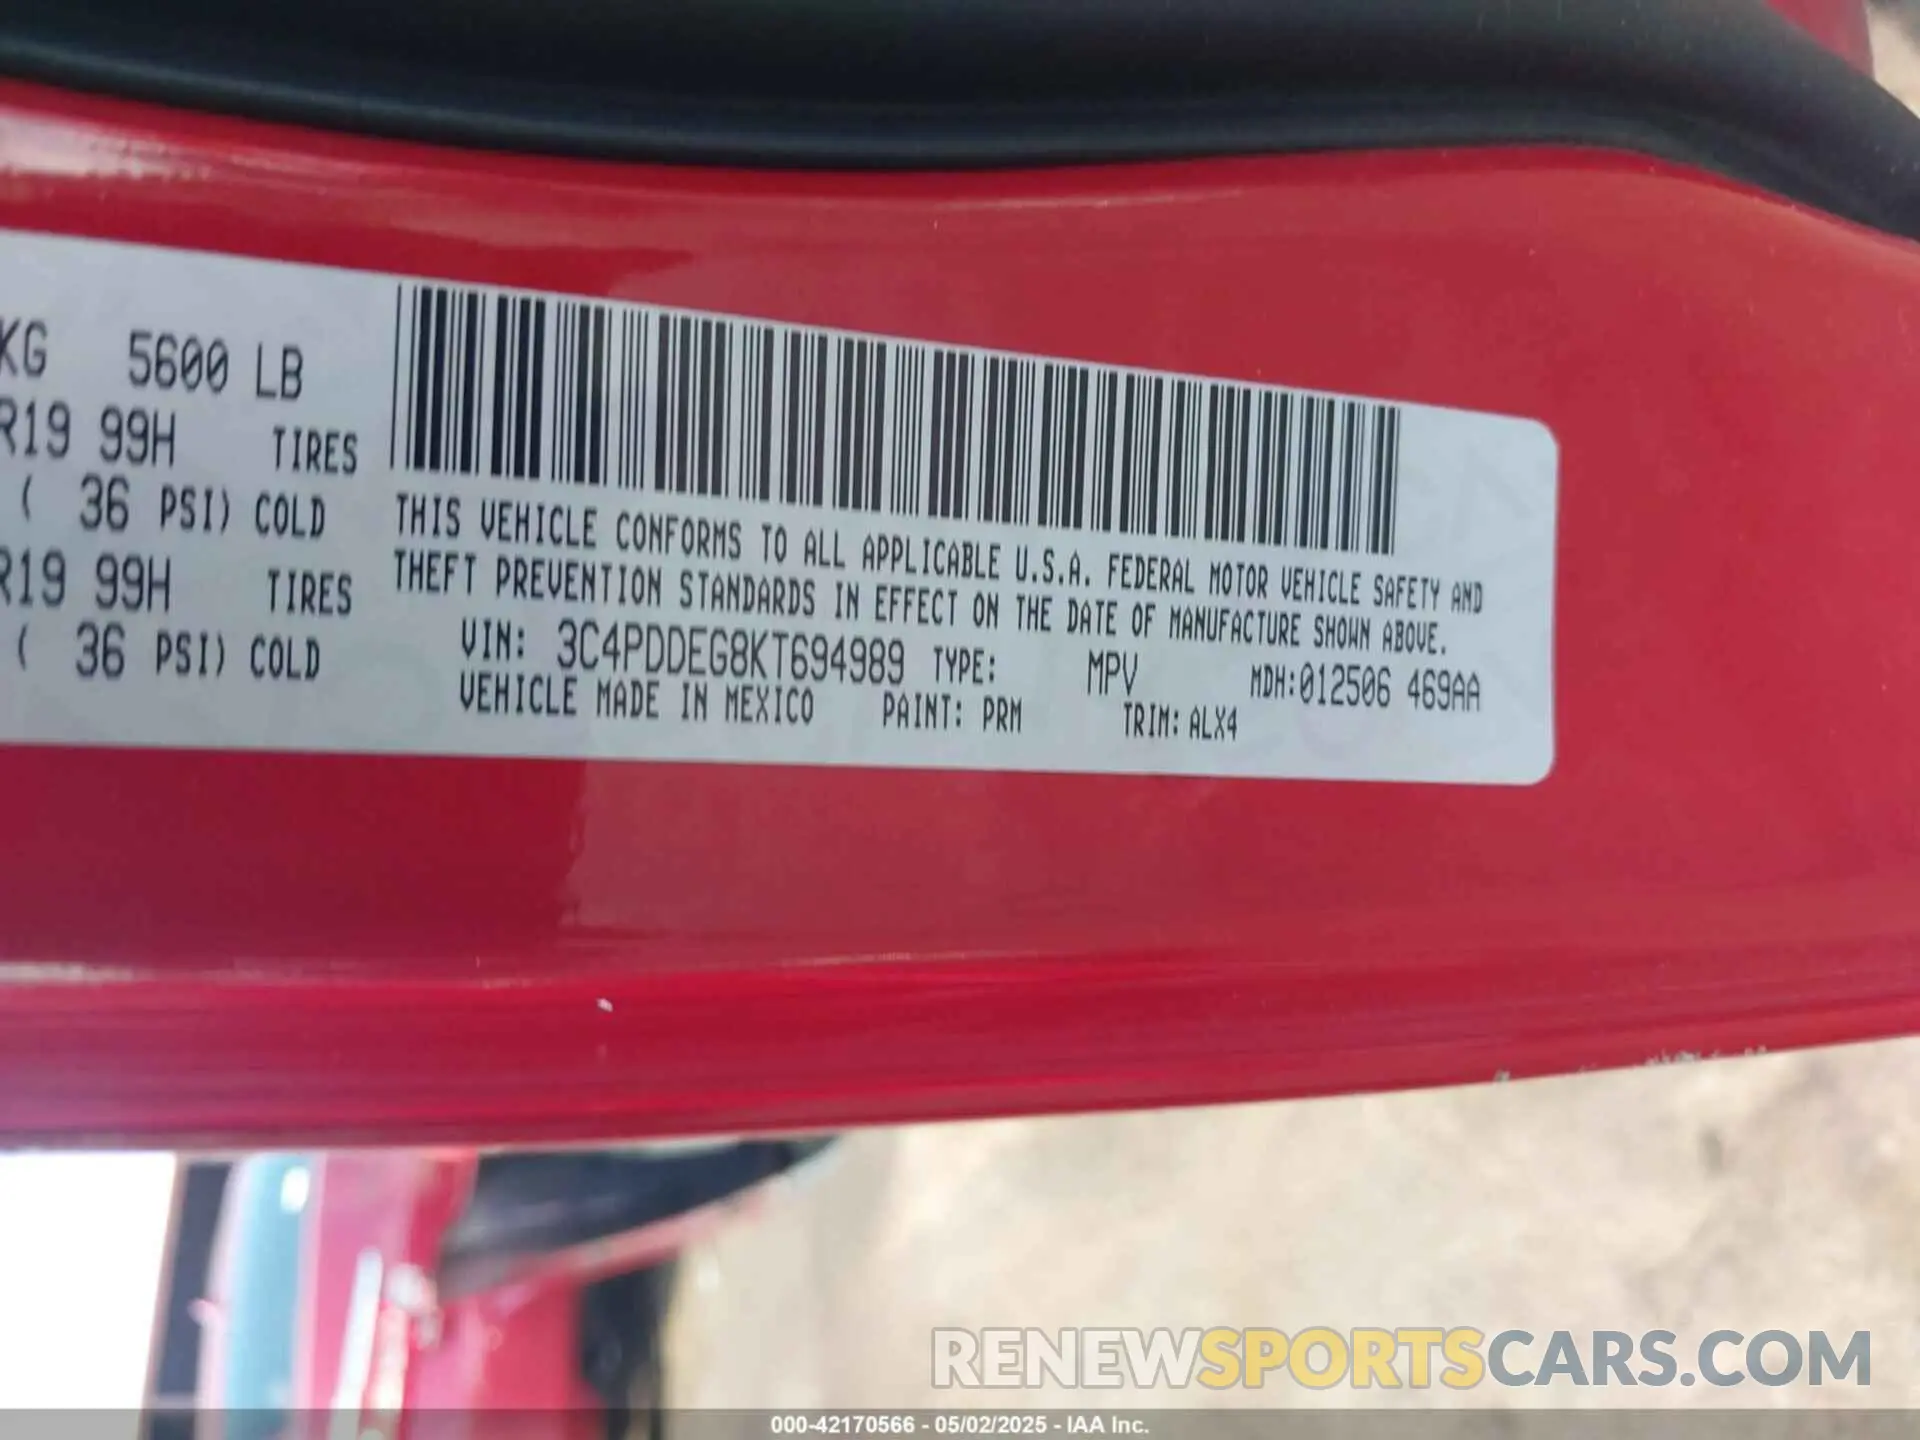 KG 5600 LB
R19 99H TIRES
( 36 PSI) COLD
R19 99H TIRES
( 36 PSI) COLD
THIS VEHICLE CONFORMS TO ALL APPLICABLE U.S.A. FEDERAL MOTOR VEHICLE SAFETY AND
THEFT PREVENTION STANDARDS IN EFFECT ON THE DATE OF MANUFACTURE SHOWN ABOVE.
VIN: 3C4PDDEG8KT694989 TYPE: MPV MDH:012506 469AA
VEHICLE MADE IN MEXICO PAINT: PRM TRIM: ALX4
RENEWSPORTSCARS.COM
000-42170566 - 05/02/2025 - IAA Inc.